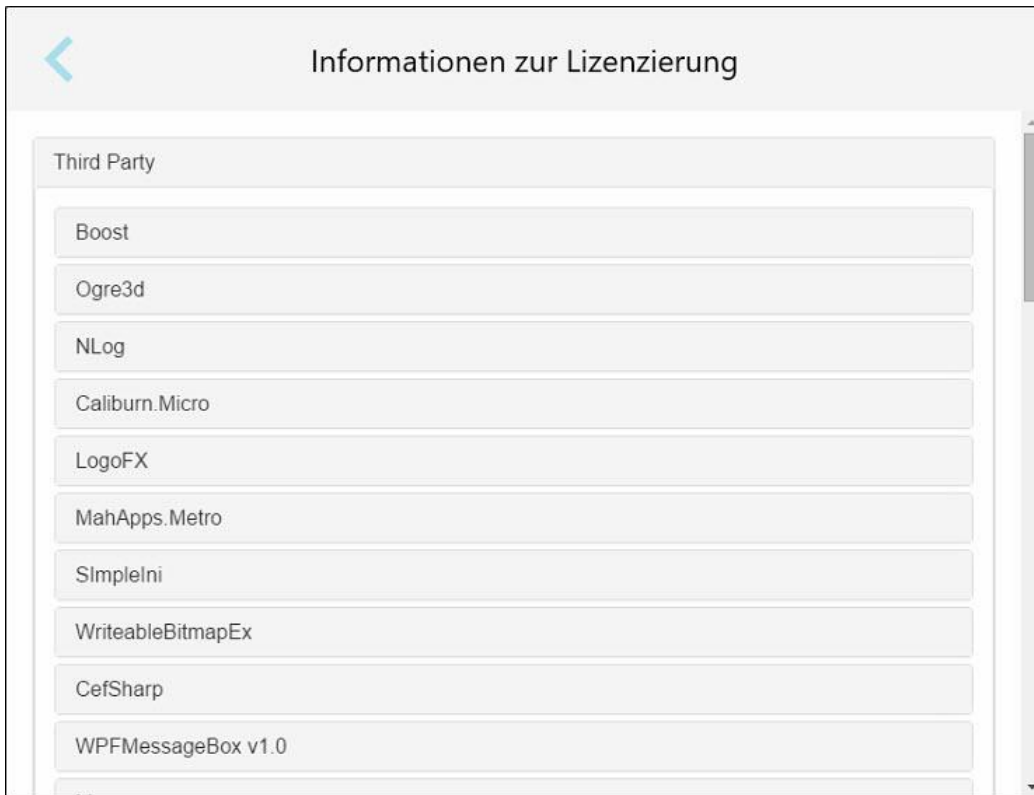 Informationen zur Lizenzierung
Third Party
Boost
Ogre3d
NLog
Caliburn.Micro
LogoFX
MahApps.Metro
SImpleIni
WriteableBitmapEx
CefSharp
WPFMessageBox v1.0